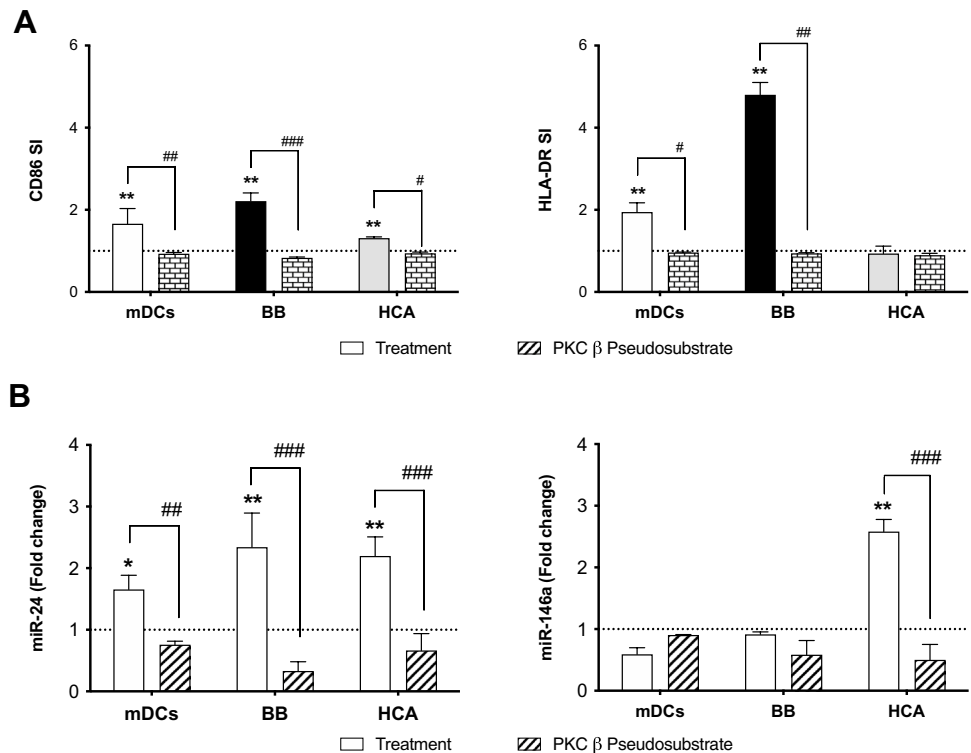 A
CD86 SI
6
4
2
0
**
##
**
###
**
#
mDCs
BB
HCA
HLA-DR SI
6
4
2
0
**
#
**
##
mDCs
BB
HCA
Treatment
PKC β Pseudosubstrate
B
miR-24 (Fold change)
4
3
2
1
0
*
##
**
###
**
###
mDCs
BB
HCA
miR-146a (Fold change)
4
3
2
1
0
**
###
mDCs
BB
HCA
Treatment
PKC β Pseudosubstrate